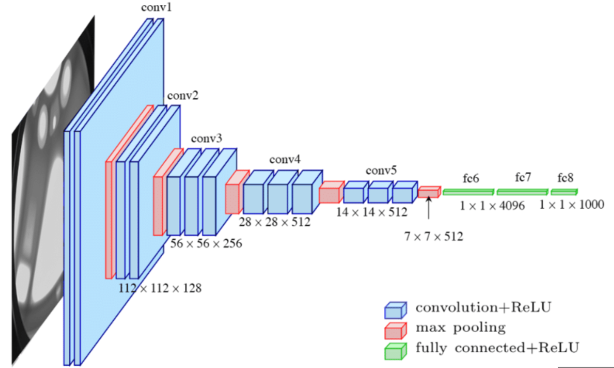 conv1
conv2
conv3
conv4
conv5
fc6
fc7
fc8
1 × 1 × 4096
1 × 1 × 1000
14 × 14 × 512
28 × 28 × 512
7 × 7 × 512
56 × 56 × 256
112 × 112 × 128
convolution+ReLU
max pooling
fully connected+ReLU